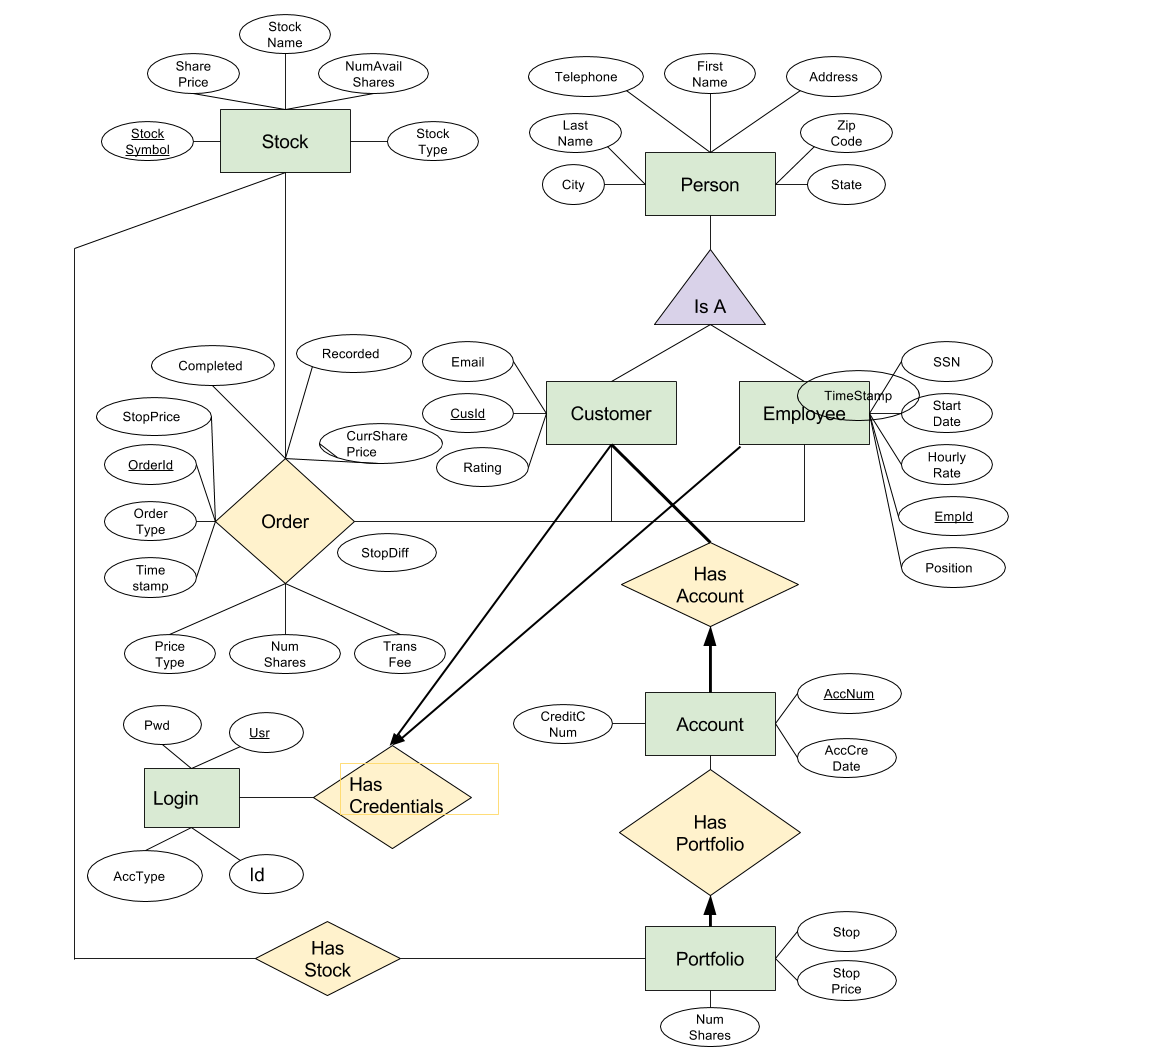 Stock
Name
Share
Price
NumAvail
Shares
Stock
Symbol
Stock
Stock
Type
Telephone
First
Name
Address
Last
Name
Zip
Code
City
Person
State
Is A
Completed
Recorded
StopPrice
CurrShare
Price
OrderId
Order
Type
Order
Time
stamp
StopDiff
Price
Type
Num
Shares
Trans
Fee
Email
CusId
Rating
Customer
Employee
TimeStamp
SSN
Start
Date
Hourly
Rate
EmpId
Position
Has
Account
CreditC
Num
Account
AccNum
AccCre
Date
Pwd
Usr
Login
Has
Credentials
AccType
Id
Has
Portfolio
Has
Stock
Portfolio
Stop
Stop
Price
Num
Shares